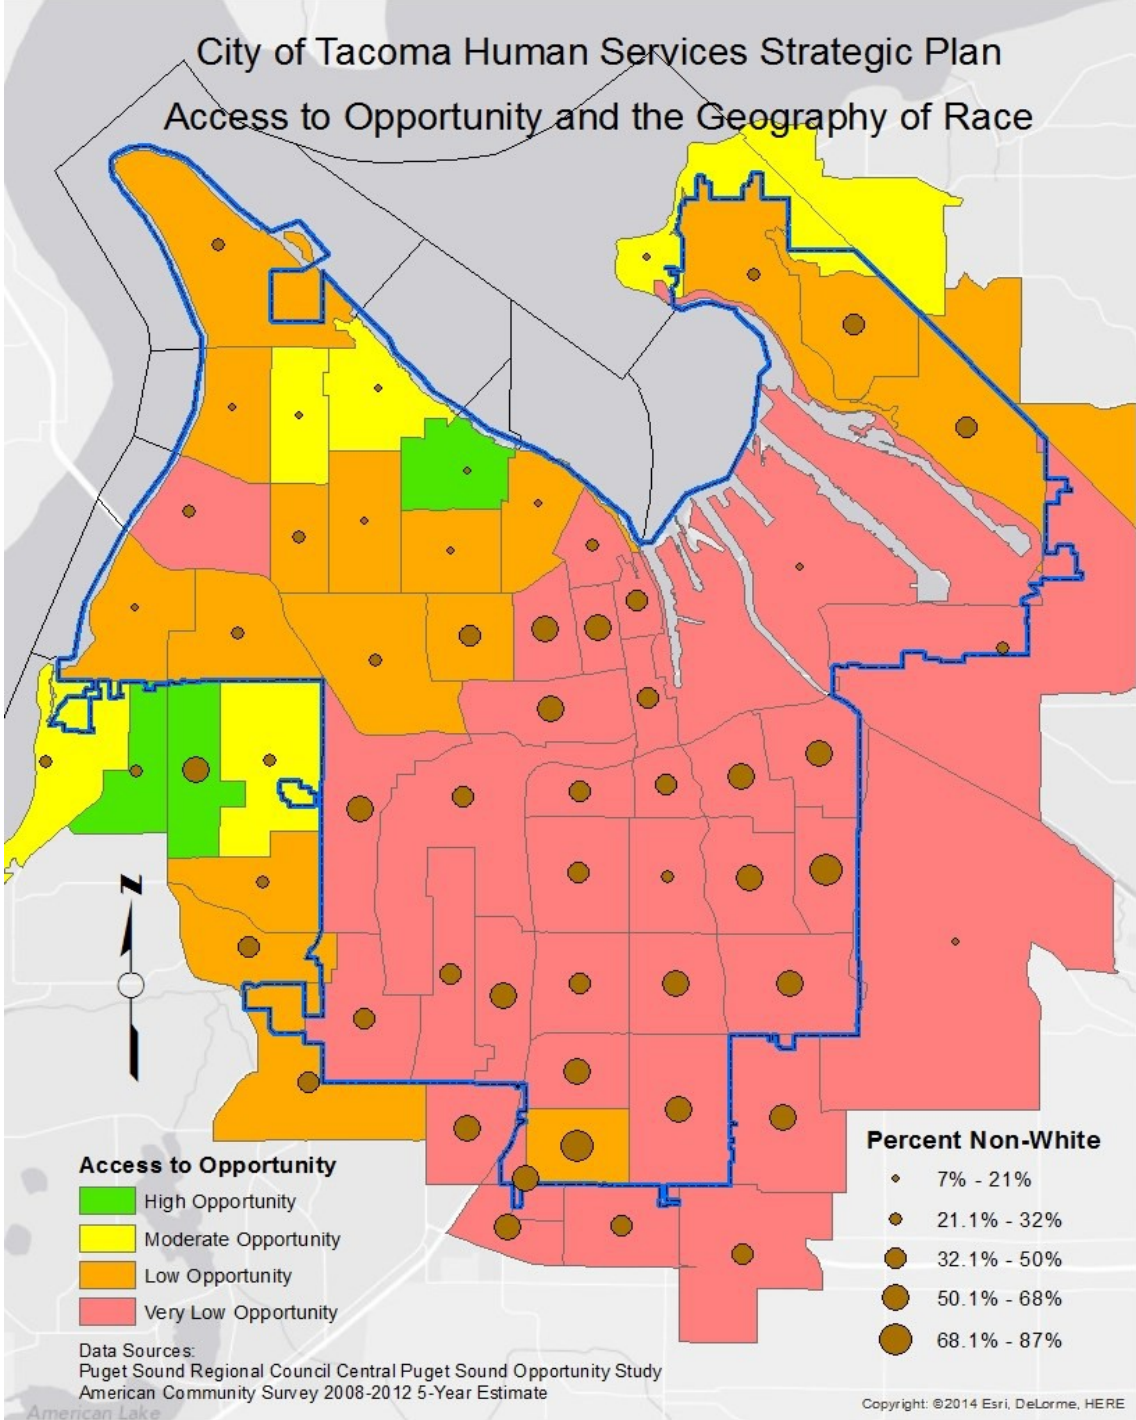 City of Tacoma Human Services Strategic Plan
Access to Opportunity and the Geography of Race
N
Access to Opportunity
High Opportunity
Moderate Opportunity
Low Opportunity
Very Low Opportunity
Data Sources:
Puget Sound Regional Council Central Puget Sound Opportunity Study
American Community Survey 2008-2012 5-Year Estimate
American Lake
Percent Non-White
7% - 21%
21.1% - 32%
32.1% - 50%
50.1% - 68%
68.1% - 87%
Copyright: ©2014 Esri, DeLorme, HERE